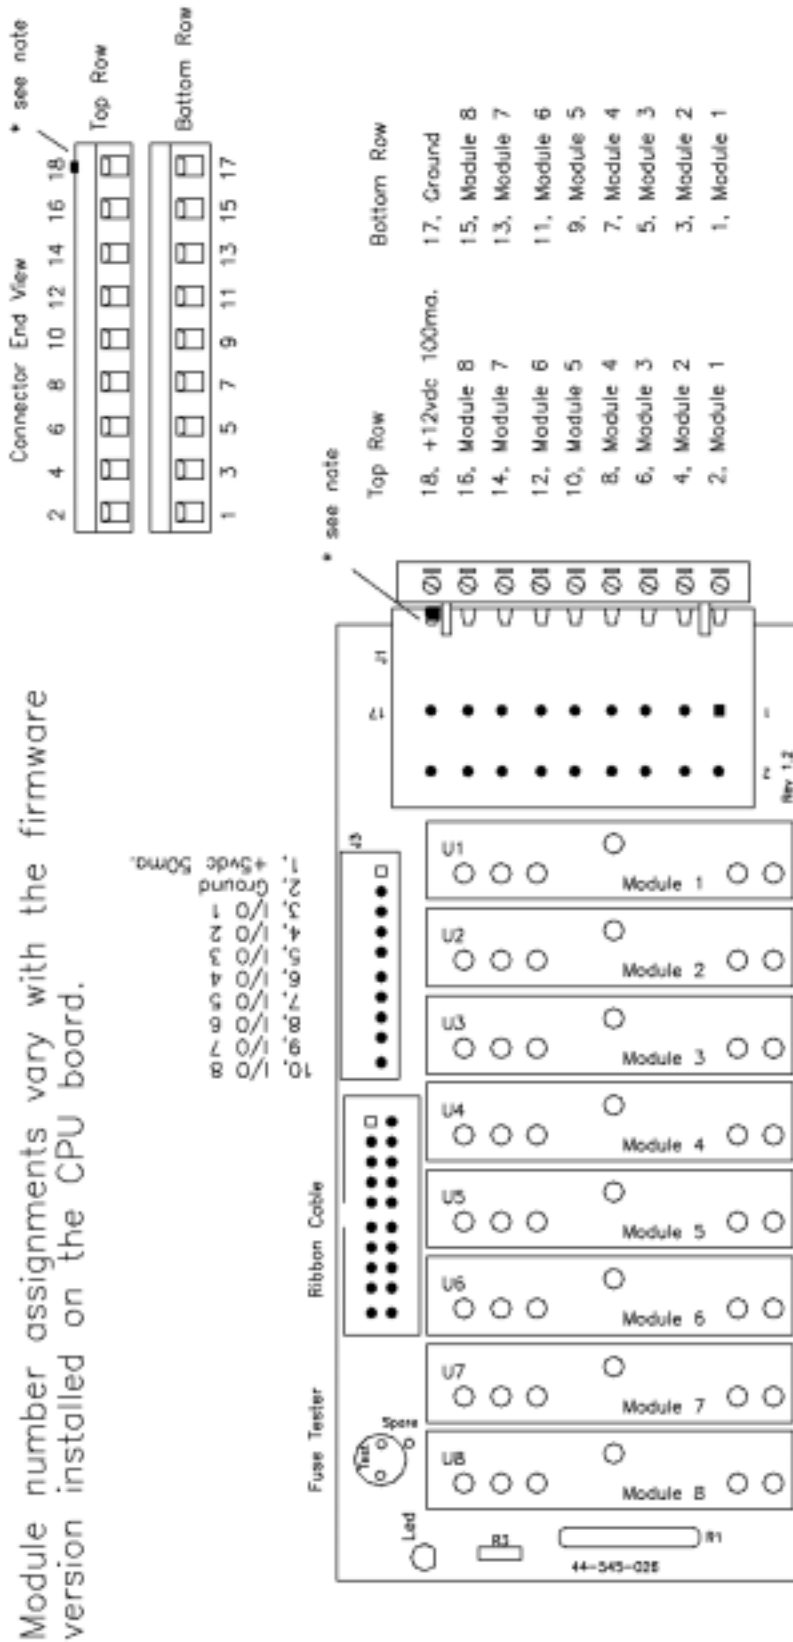 Module number assignments vary with the firmware
version installed on the CPU board.
Connector End View
* see note
2 4 6 8 10 12 14 16 18
Top Row
Bottom Row
1 3 5 7 9 11 13 15 17
* see note
Top Row
18, +12vdc 100ma.
16, Module 8
14, Module 7
12, Module 6
10, Module 5
8, Module 4
6, Module 3
4, Module 2
2, Module 1
Bottom Row
17, Ground
15, Module 8
13, Module 7
11, Module 6
9, Module 5
7, Module 4
5, Module 3
3, Module 2
1, Module 1
1, +5vdc 50ma.
2, Ground
3, I/O 1
4, I/O 2
5, I/O 3
6, I/O 4
7, I/O 5
8, I/O 6
9, I/O 7
10, I/O 8
J3
J1
17
1
2
Rev 1.2
Ribbon Cable
Fuse Tester
Test
Spare
Led
R3
R1
44-545-026
U1
Module 1
U2
Module 2
U3
Module 3
U4
Module 4
U5
Module 5
U6
Module 6
U7
Module 7
U8
Module 8